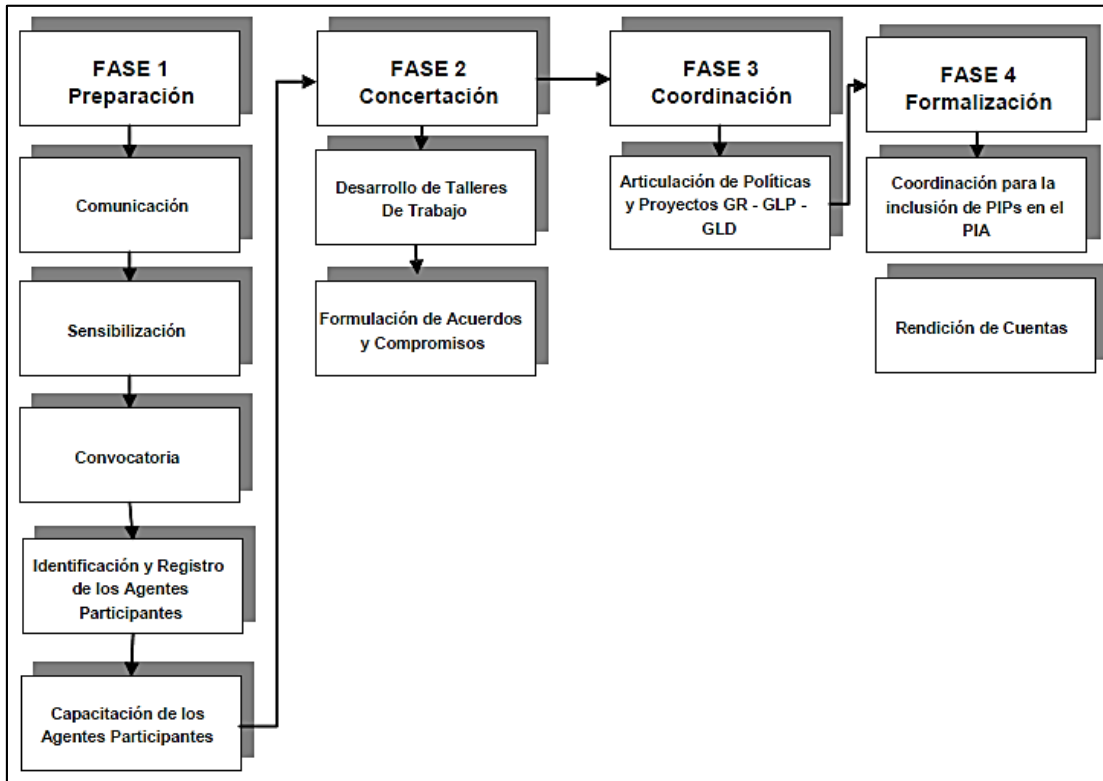 FASE 1
Preparación
Comunicación
Sensibilización
Convocatoria
Identificación y Registro
de los Agentes
Participantes
Capacitación de los
Agentes Participantes
FASE 2
Concertación
Desarrollo de Talleres
De Trabajo
Formulación de Acuerdos
y Compromisos
FASE 3
Coordinación
Articulación de Políticas
y Proyectos GR - GLP -
GLD
FASE 4
Formalización
Coordinación para la
inclusión de PIPs en el
PIA
Rendición de Cuentas